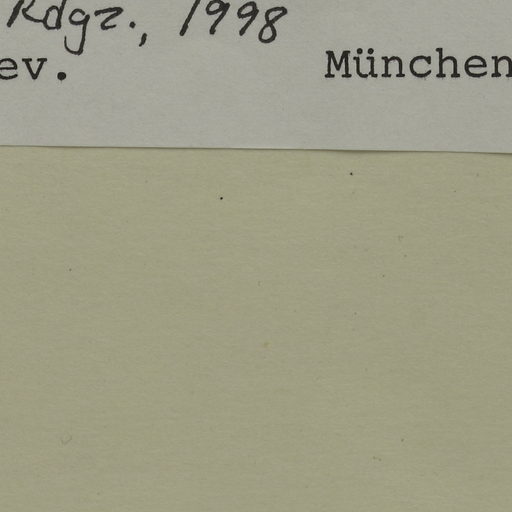 Rdgz., 1998
ev. München